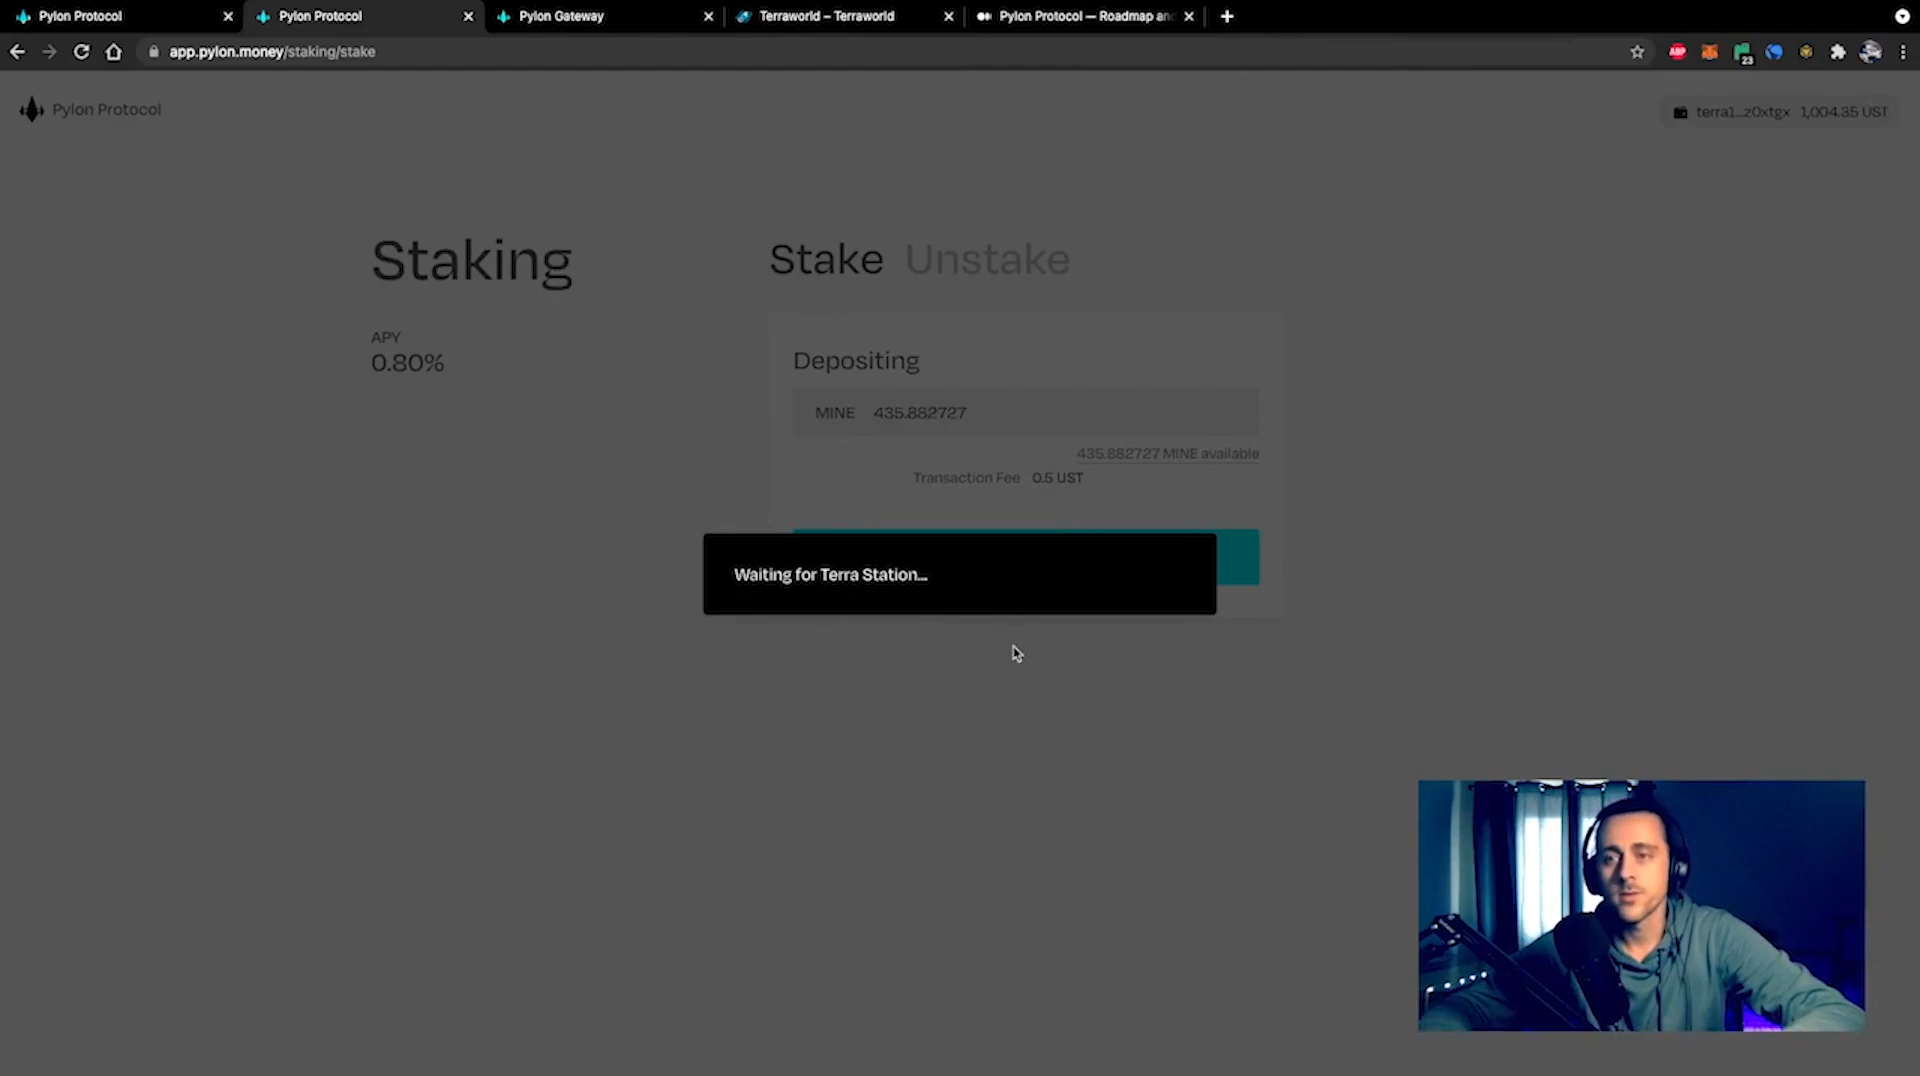 Pylon Protocol
Pylon Protocol
Pylon Gateway
Terraworld – Terraworld
Pylon Protocol — Roadmap an
app.pylon.money/staking/stake
ABP
23
Pylon Protocol
terra1...z0xtgx 1,004.35 UST
Staking
Stake Unstake
APY
0.80%
Depositing
MINE 435.882727
435.882727 MINE available
Transaction Fee 0.5 UST
Waiting for Terra Station...